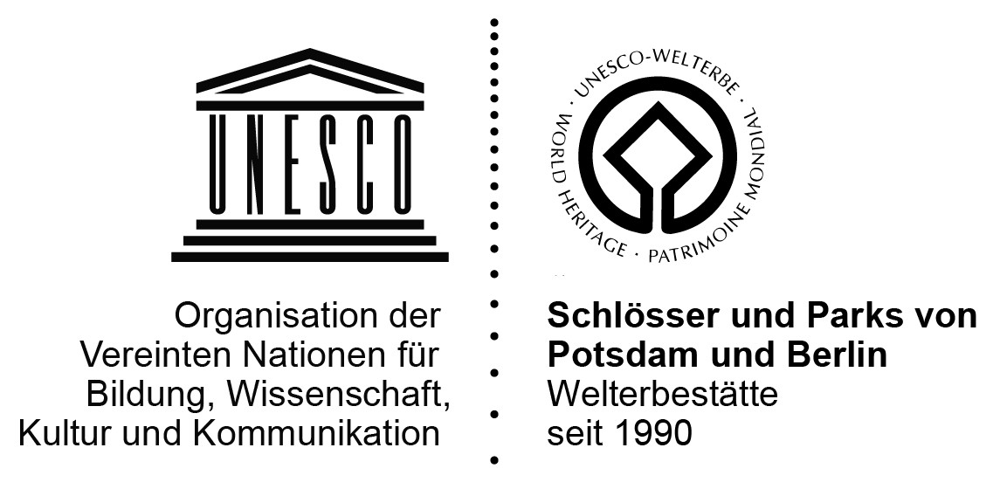 UNESCO
Organisation der
Vereinten Nationen für
Bildung, Wissenschaft,
Kultur und Kommunikation
· UNESCO-WELTERBE ·
WORLD HERITAGE · PATRIMOINE MONDIAL
Schlösser und Parks von
Potsdam und Berlin
Welterbestätte
seit 1990